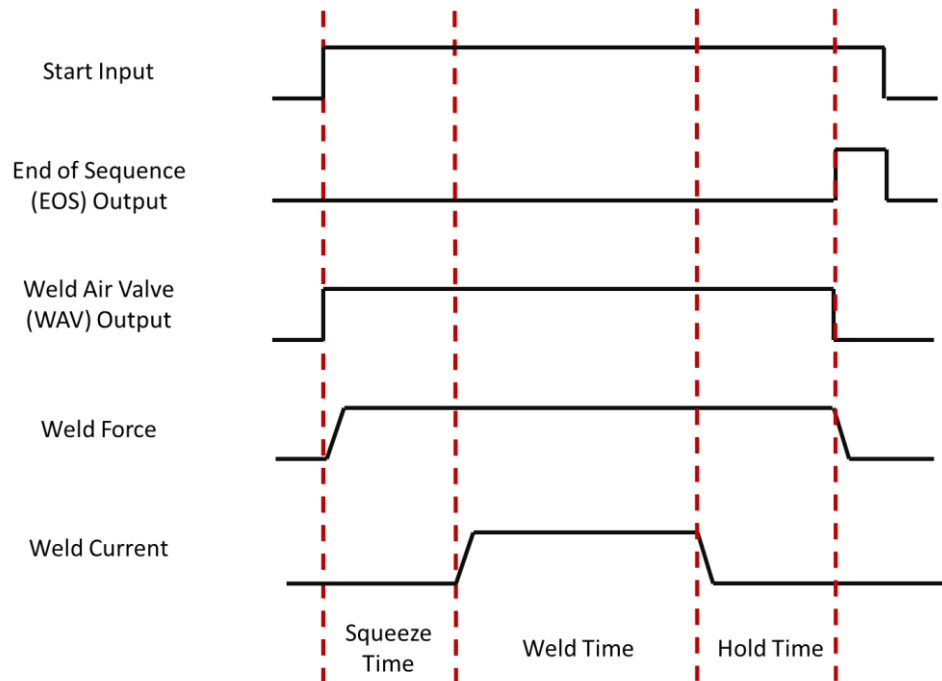 Start Input
End of Sequence
(EOS) Output
Weld Air Valve
(WAV) Output
Weld Force
Weld Current
Squeeze
Time
Weld Time
Hold Time